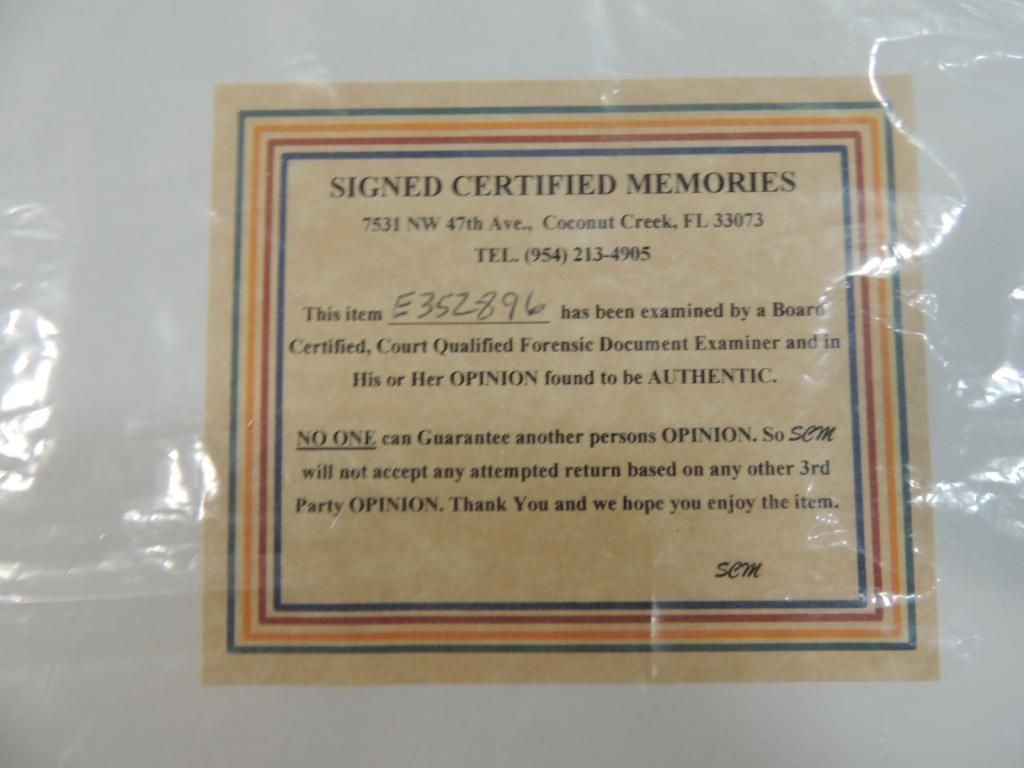 SIGNED CERTIFIED MEMORIES
7531 NW 47th Ave., Coconut Creek, FL 33073
TEL. (954) 213-4905
This item E352896 has been examined by a Board
Certified, Court Qualified Forensic Document Examiner and in
His or Her OPINION found to be AUTHENTIC.
NO ONE can Guarantee another persons OPINION. So SCM
will not accept any attempted return based on any other 3rd
Party OPINION. Thank You and we hope you enjoy the item.
SCM